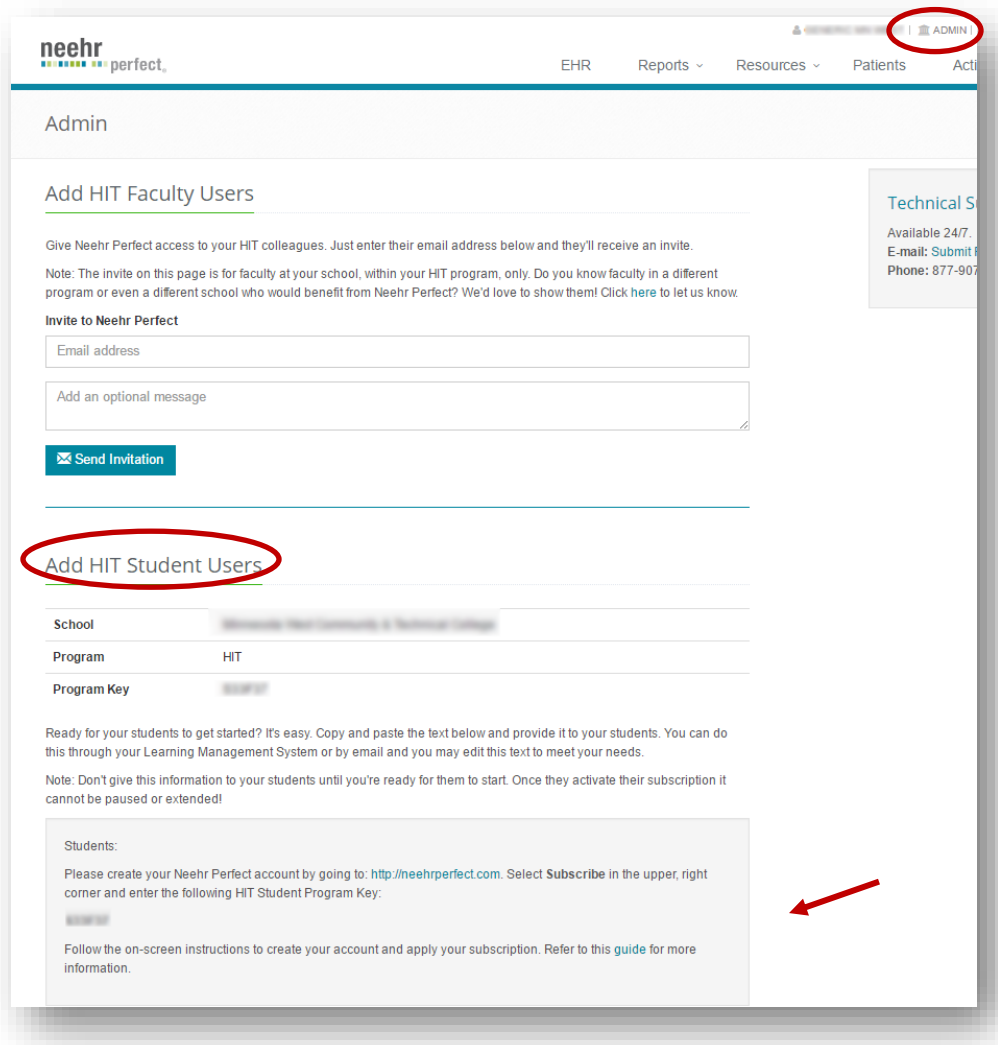 | ADMIN |
neehr
perfect®
EHR Reports Resources Patients Acti
Admin
Add HIT Faculty Users
Give Neehr Perfect access to your HIT colleagues. Just enter their email address below and they'll receive an invite.
Note: The invite on this page is for faculty at your school, within your HIT program, only. Do you know faculty in a different
program or even a different school who would benefit from Neehr Perfect? We'd love to show them! Click here to let us know.
Invite to Neehr Perfect
Email address
Add an optional message
Send Invitation
Technical S
Available 24/7.
E-mail: Submit
Phone: 877-907
Add HIT Student Users
School
Program HIT
Program Key
Ready for your students to get started? It's easy. Copy and paste the text below and provide it to your students. You can do
this through your Learning Management System or by email and you may edit this text to meet your needs.
Note: Don't give this information to your students until you're ready for them to start. Once they activate their subscription it
cannot be paused or extended!
Students:
Please create your Neehr Perfect account by going to: http://neehrperfect.com. Select Subscribe in the upper, right
corner and enter the following HIT Student Program Key:
Follow the on-screen instructions to create your account and apply your subscription. Refer to this guide for more
information.